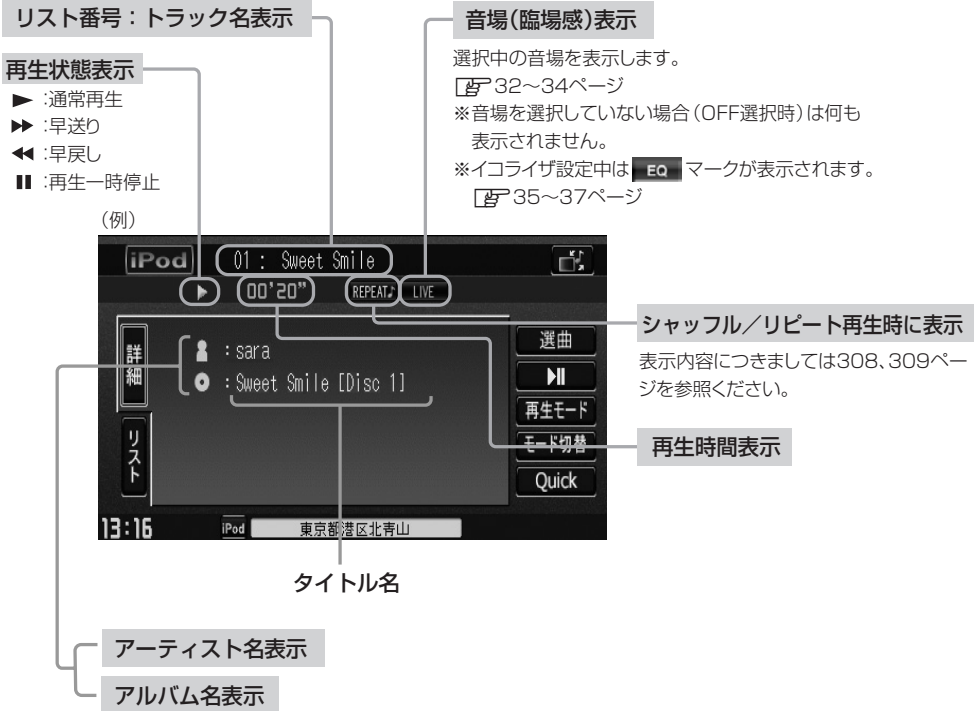 リスト番号：トラック名表示
再生状態表示
▶ :通常再生
▶▶ :早送り
◀◀ :早戻し
II :再生一時停止
音場(臨場感)表示
選択中の音場を表示します。
32～34ページ
※音場を選択していない場合(OFF選択時)は何も
表示されません。
※イコライザ設定中は EQ マークが表示されます。
35～37ページ
(例)
iPod
01 : Sweet Smile
00'20"
REPEAT♪
LIVE
詳細
リスト
:sara
:Sweet Smile [Disc 1]
選曲
▶II
再生モード
モード切替
Quick
13:16
iPod
東京都港区北青山
シャッフル／リピート再生時に表示
表示内容につきましては308、309ペー
ジを参照ください。
再生時間表示
タイトル名
アーティスト名表示
アルバム名表示